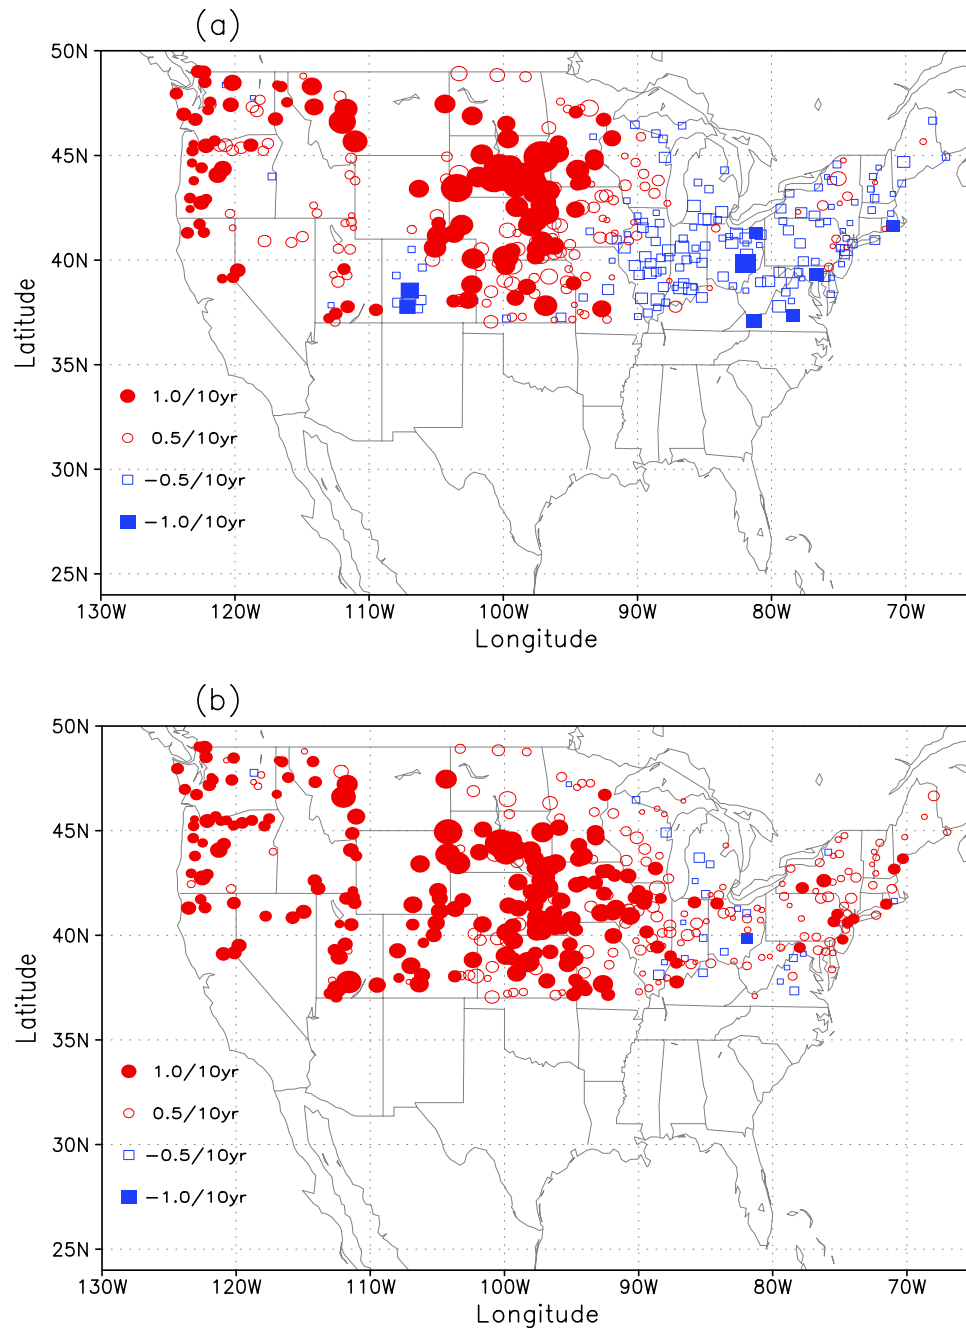 (a)
50N
45N
40N
35N
30N
25N
Latitude
1.0/10yr
0.5/10yr
−0.5/10yr
−1.0/10yr
130W 120W 110W 100W 90W 80W 70W
Longitude
(b)
50N
45N
40N
35N
30N
25N
Latitude
1.0/10yr
0.5/10yr
−0.5/10yr
−1.0/10yr
130W 120W 110W 100W 90W 80W 70W
Longitude